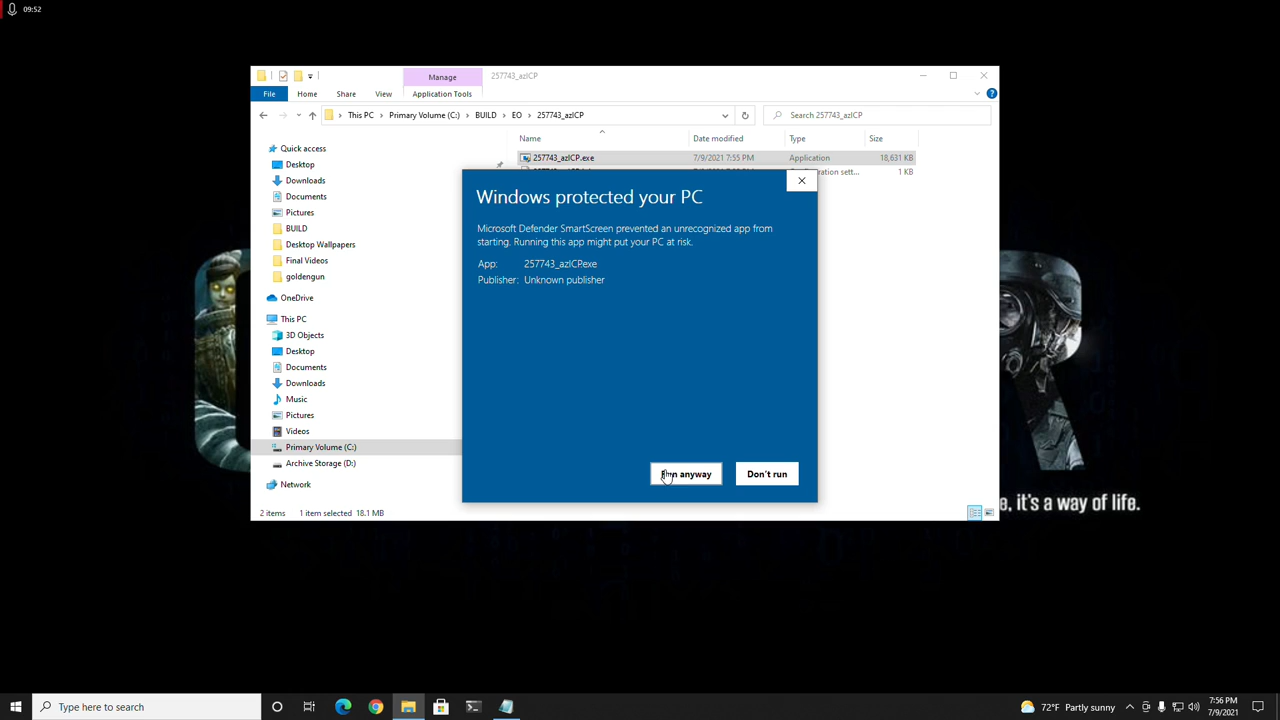 09:52
Manage
257743_azICP
File
Home
Share
View
Application Tools
This PC
Primary Volume (C:)
BUILD
EO
257743_azICP
Search 257743_azICP
Name
Date modified
Type
Size
Quick access
Desktop
Downloads
Documents
Pictures
BUILD
Desktop Wallpapers
Final Videos
goldengun
OneDrive
This PC
3D Objects
Desktop
Documents
Downloads
Music
Pictures
Videos
Primary Volume (C:)
Archive Storage (D:)
Network
257743_azICP.exe
7/9/2021 7:55 PM
Application
18,631 KB
sett...
1 KB
Windows protected your PC
Microsoft Defender SmartScreen prevented an unrecognized app from
starting. Running this app might put your PC at risk.
App: 257743_azICP.exe
Publisher: Unknown publisher
Run anyway
Don't run
2 items
1 item selected 18.1 MB
, it's a way of life.
Type here to search
72°F Partly sunny
7:56 PM
7/9/2021